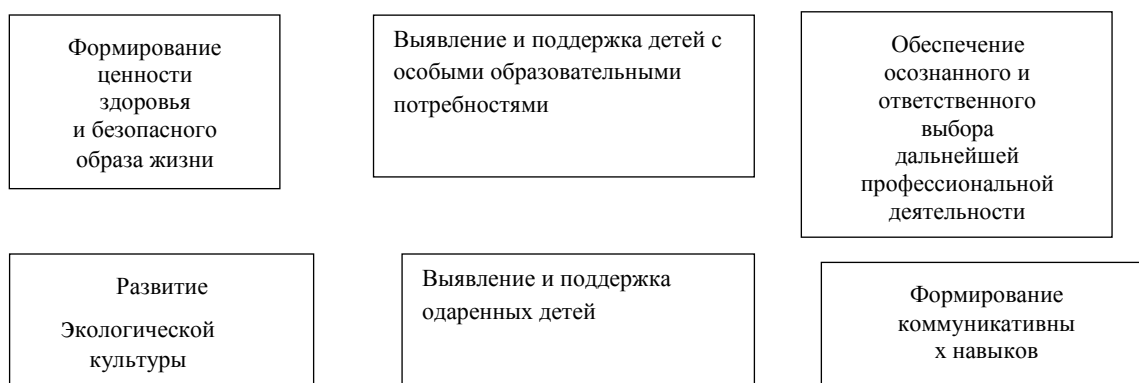 Формирование
ценности
здоровья
и безопасного
образа жизни
Выявление и поддержка детей с
особыми образовательными
потребностями
Обеспечение
осознанного и
ответственного
выбора
дальнейшей
профессиональной
деятельности
Развитие
Экологической
культуры
Выявление и поддержка
одаренных детей
Формирование
коммуникативны
х навыков